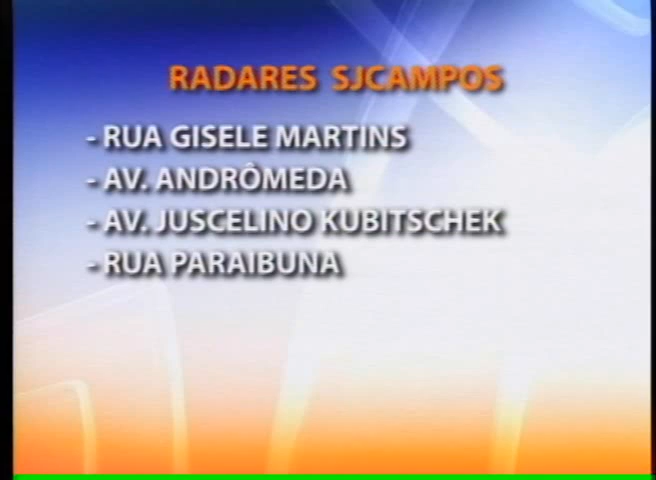 RADARES SJCAMPOS
- RUA GISELE MARTINS
- AV. ANDRÔMEDA
- AV. JUSCELINO KUBITSCHEK
- RUA PARAIBUNA